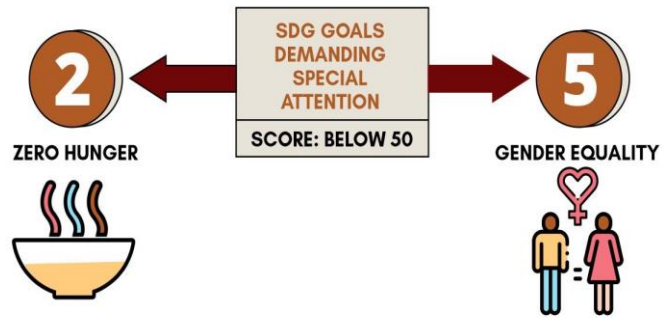 2
SDG GOALS
DEMANDING
SPECIAL
ATTENTION
SCORE: BELOW 50
5
ZERO HUNGER
GENDER EQUALITY
=